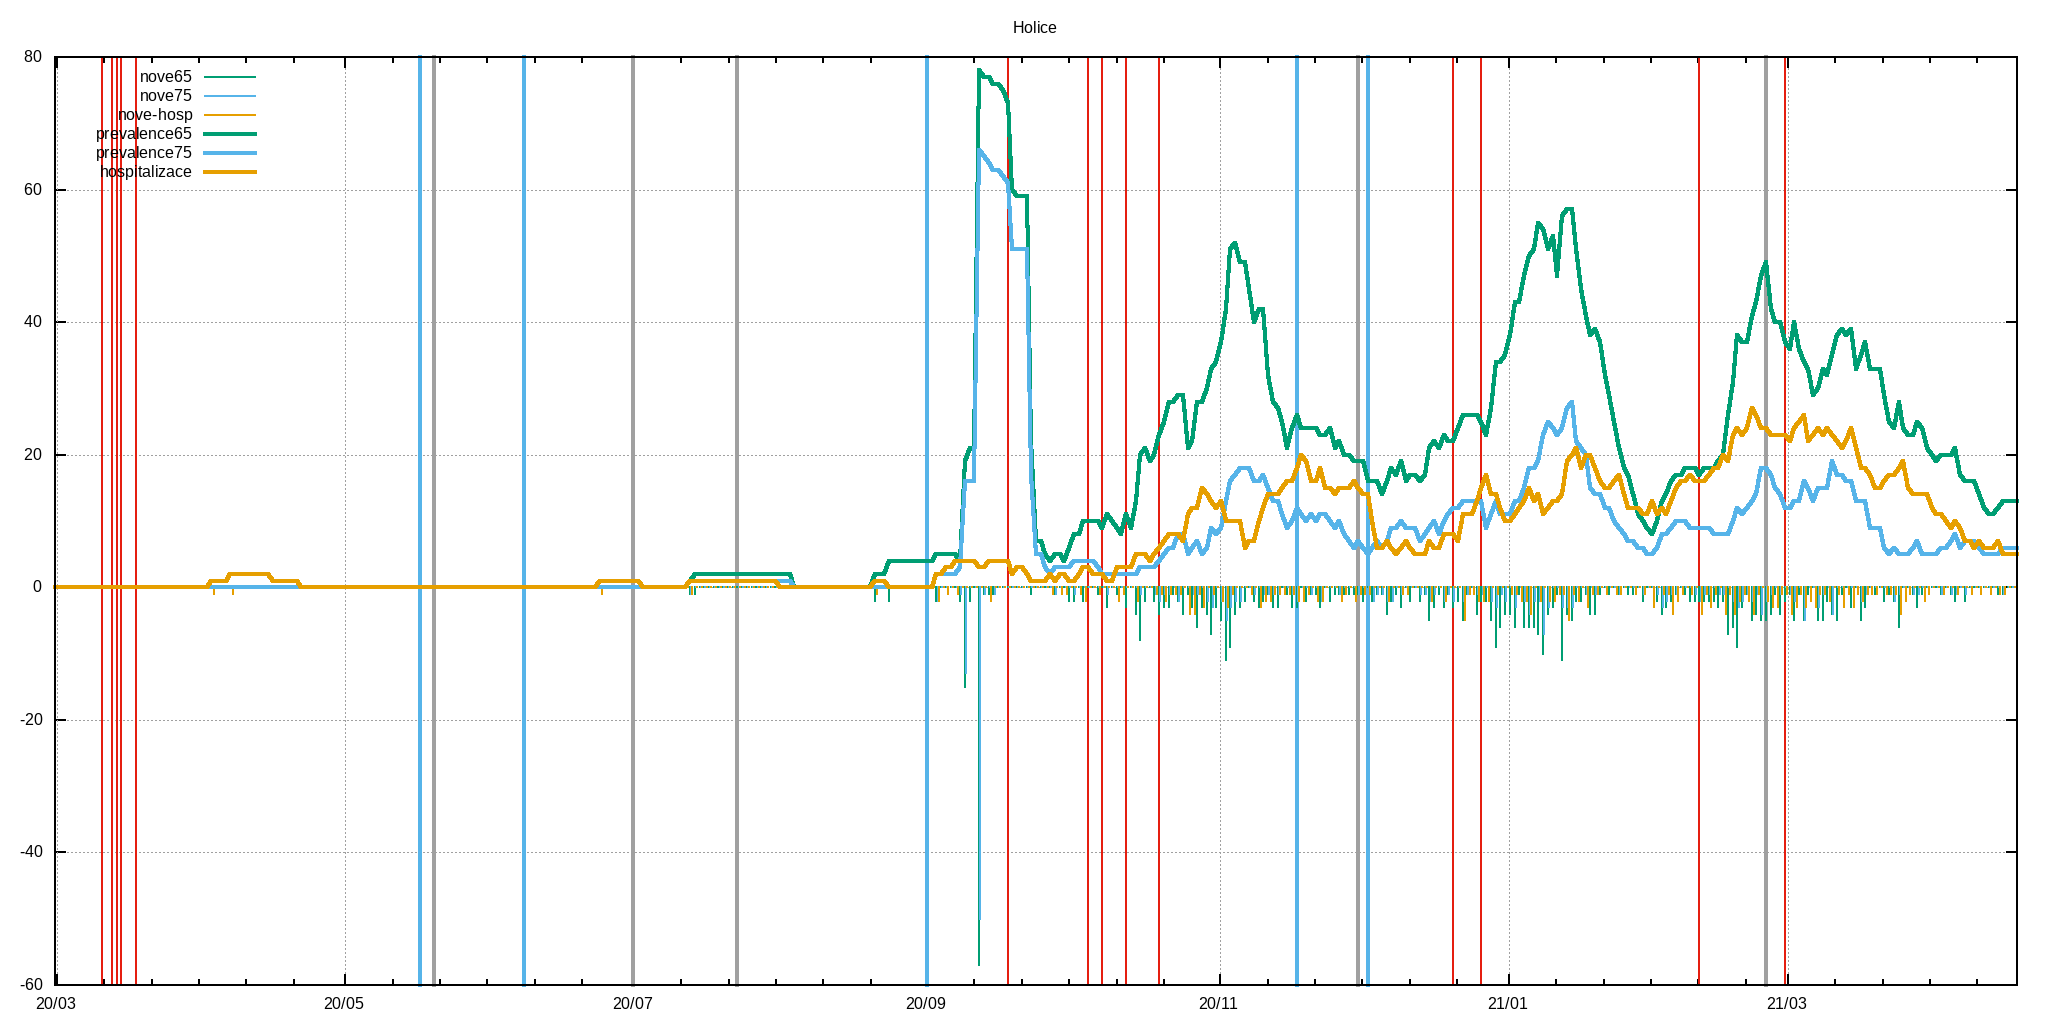 Holice
80
60
40
20
0
-20
-40
-60
nove65
nove75
nove-hosp
prevalence65
prevalence75
hospitalizace
20/03 20/05 20/07 20/09 20/11 21/01 21/03